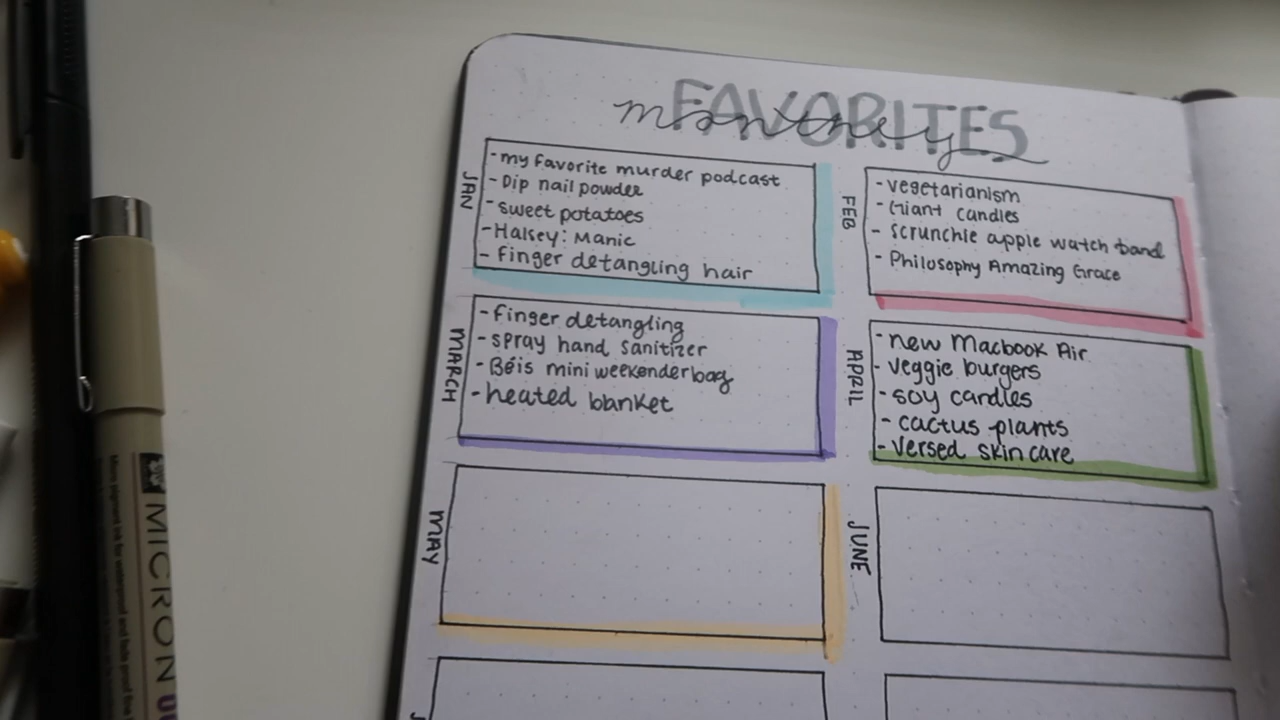 monthly
FAVORITES
JAN
-my favorite murder podcast
-Dip nail powder
-sweet potatoes
-Halsey: Manic
- finger detangling hair
FEB
- vegetarianism
- Giant candles
- scrunchie apple watch band
- Philosophy Amazing Grace
MARCH
- finger detangling
- spray hand sanitizer
- Béis mini weekender bag
- heated blanket
APRIL
- new Macbook Air
- veggie burgers
- soy candles
- cactus plants
- Versed skin care
MAY
JUNE
MICRON